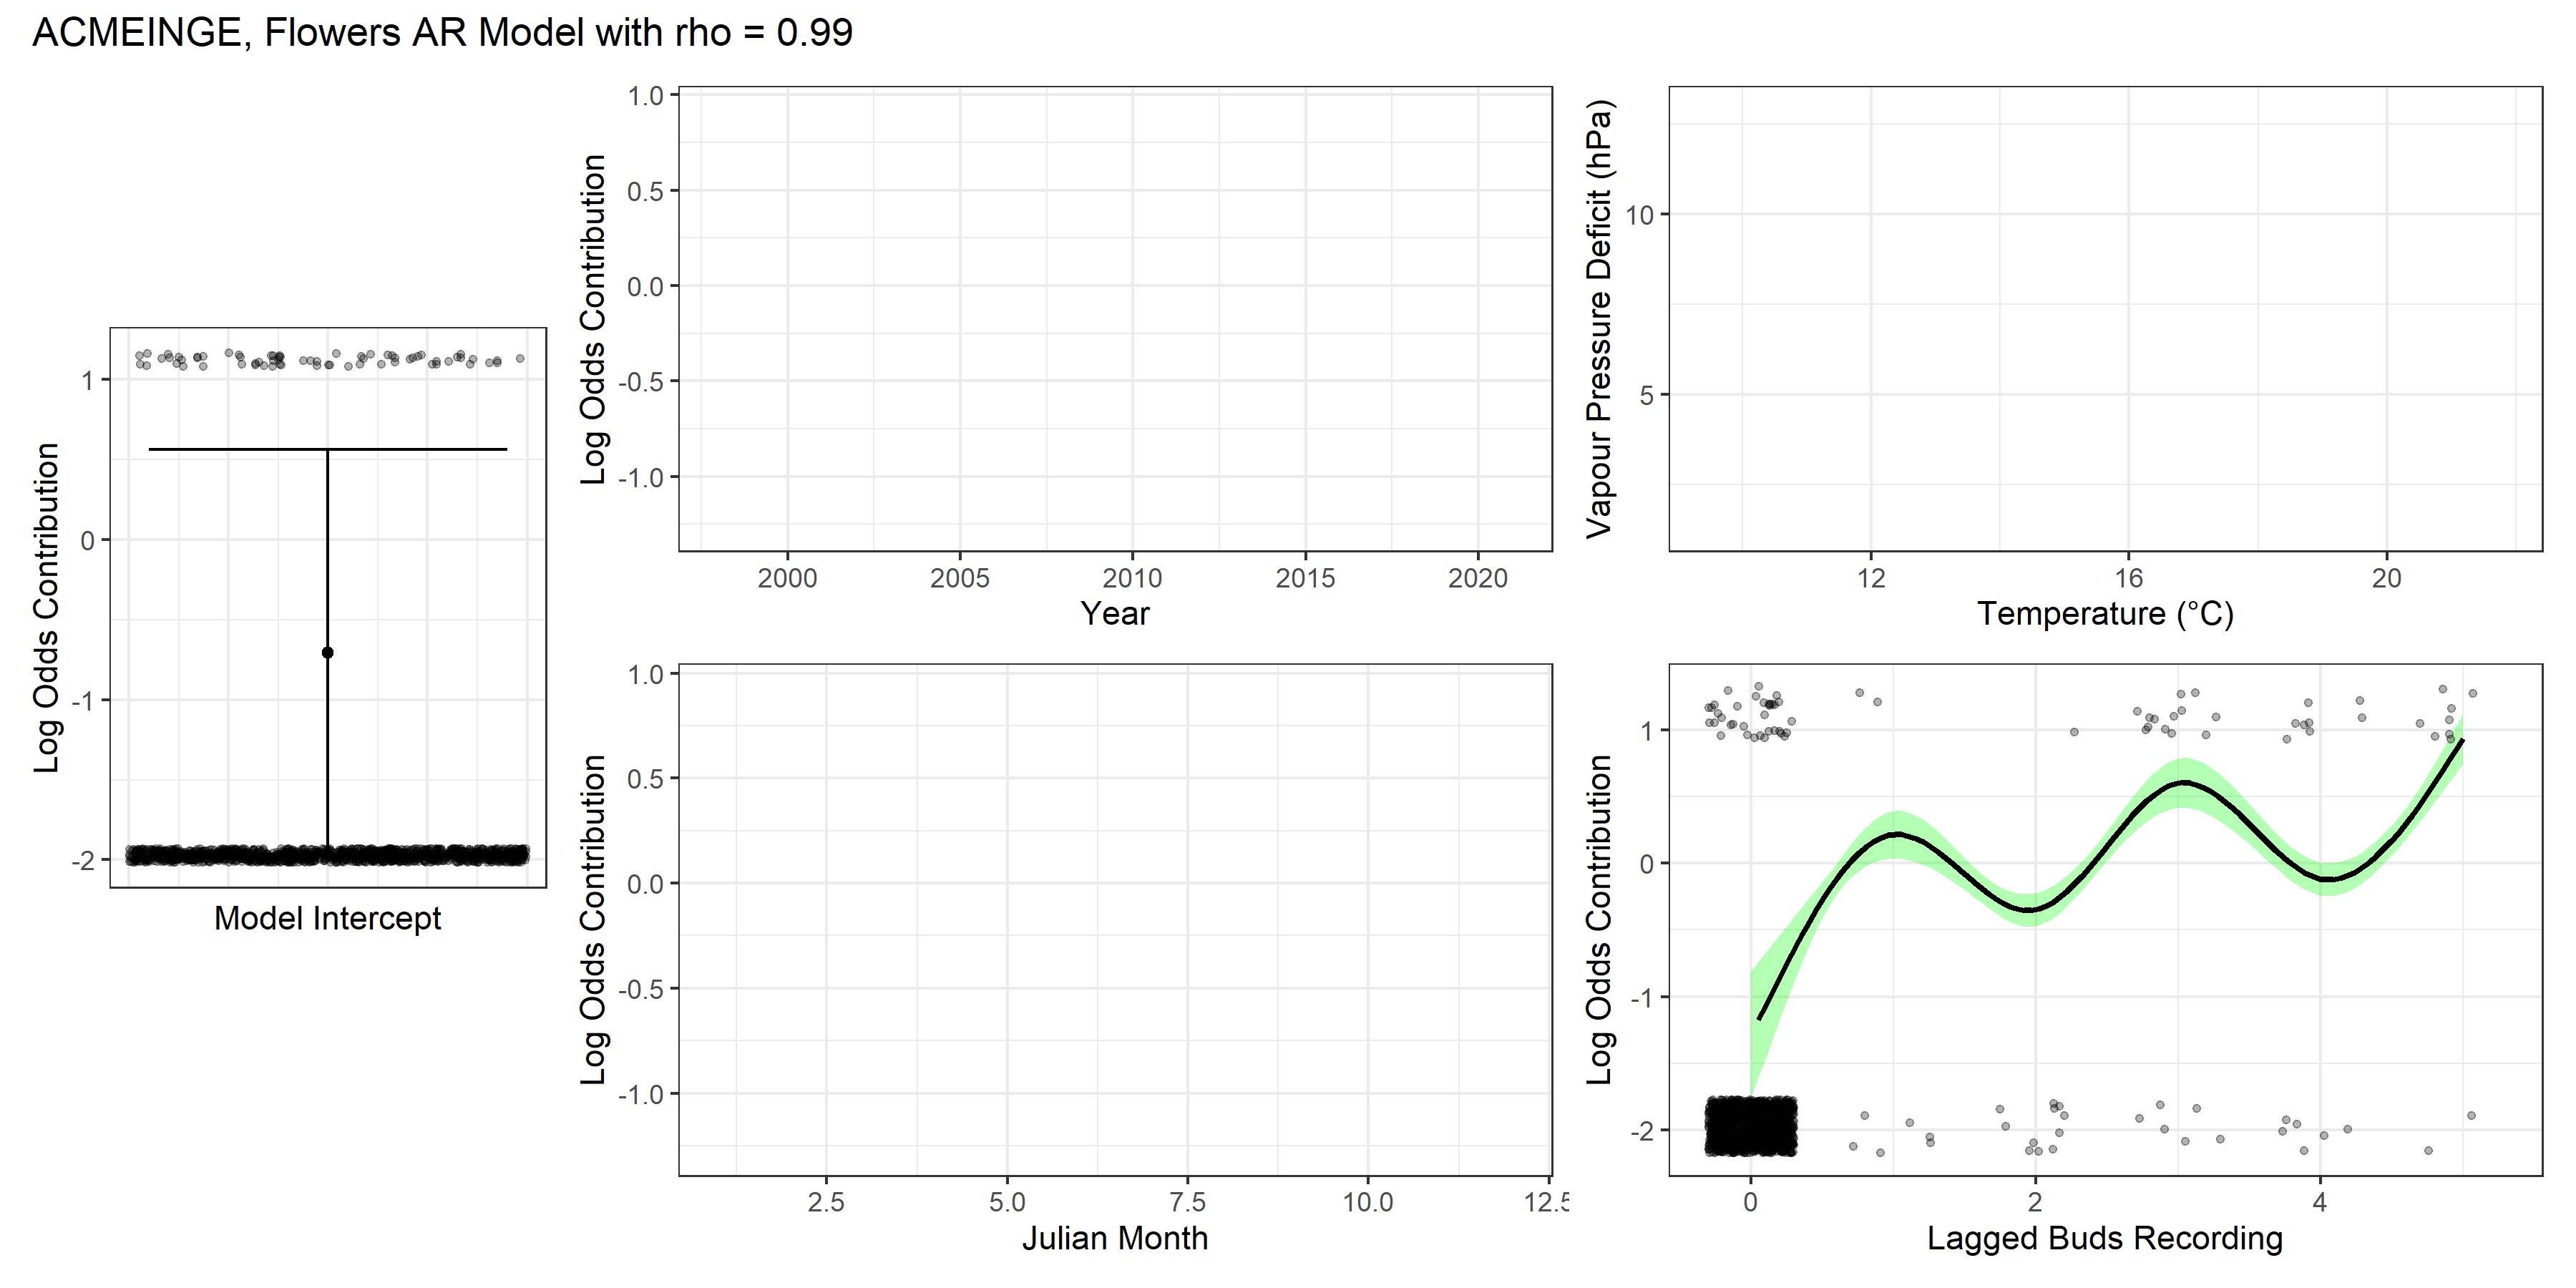 ACMEINGE, Flowers AR Model with rho = 0.99
Log Odds Contribution
1
0
-1
-2
Model Intercept
Log Odds Contribution
1.0
0.5
0.0
-0.5
-1.0
2000 2005 2010 2015 2020
Year
Vapour Pressure Deficit (hPa)
10
5
12 16 20
Temperature (°C)
Log Odds Contribution
1.0
0.5
0.0
-0.5
-1.0
2.5 5.0 7.5 10.0 12.5
Julian Month
Log Odds Contribution
1
0
-1
-2
0 2 4
Lagged Buds Recording